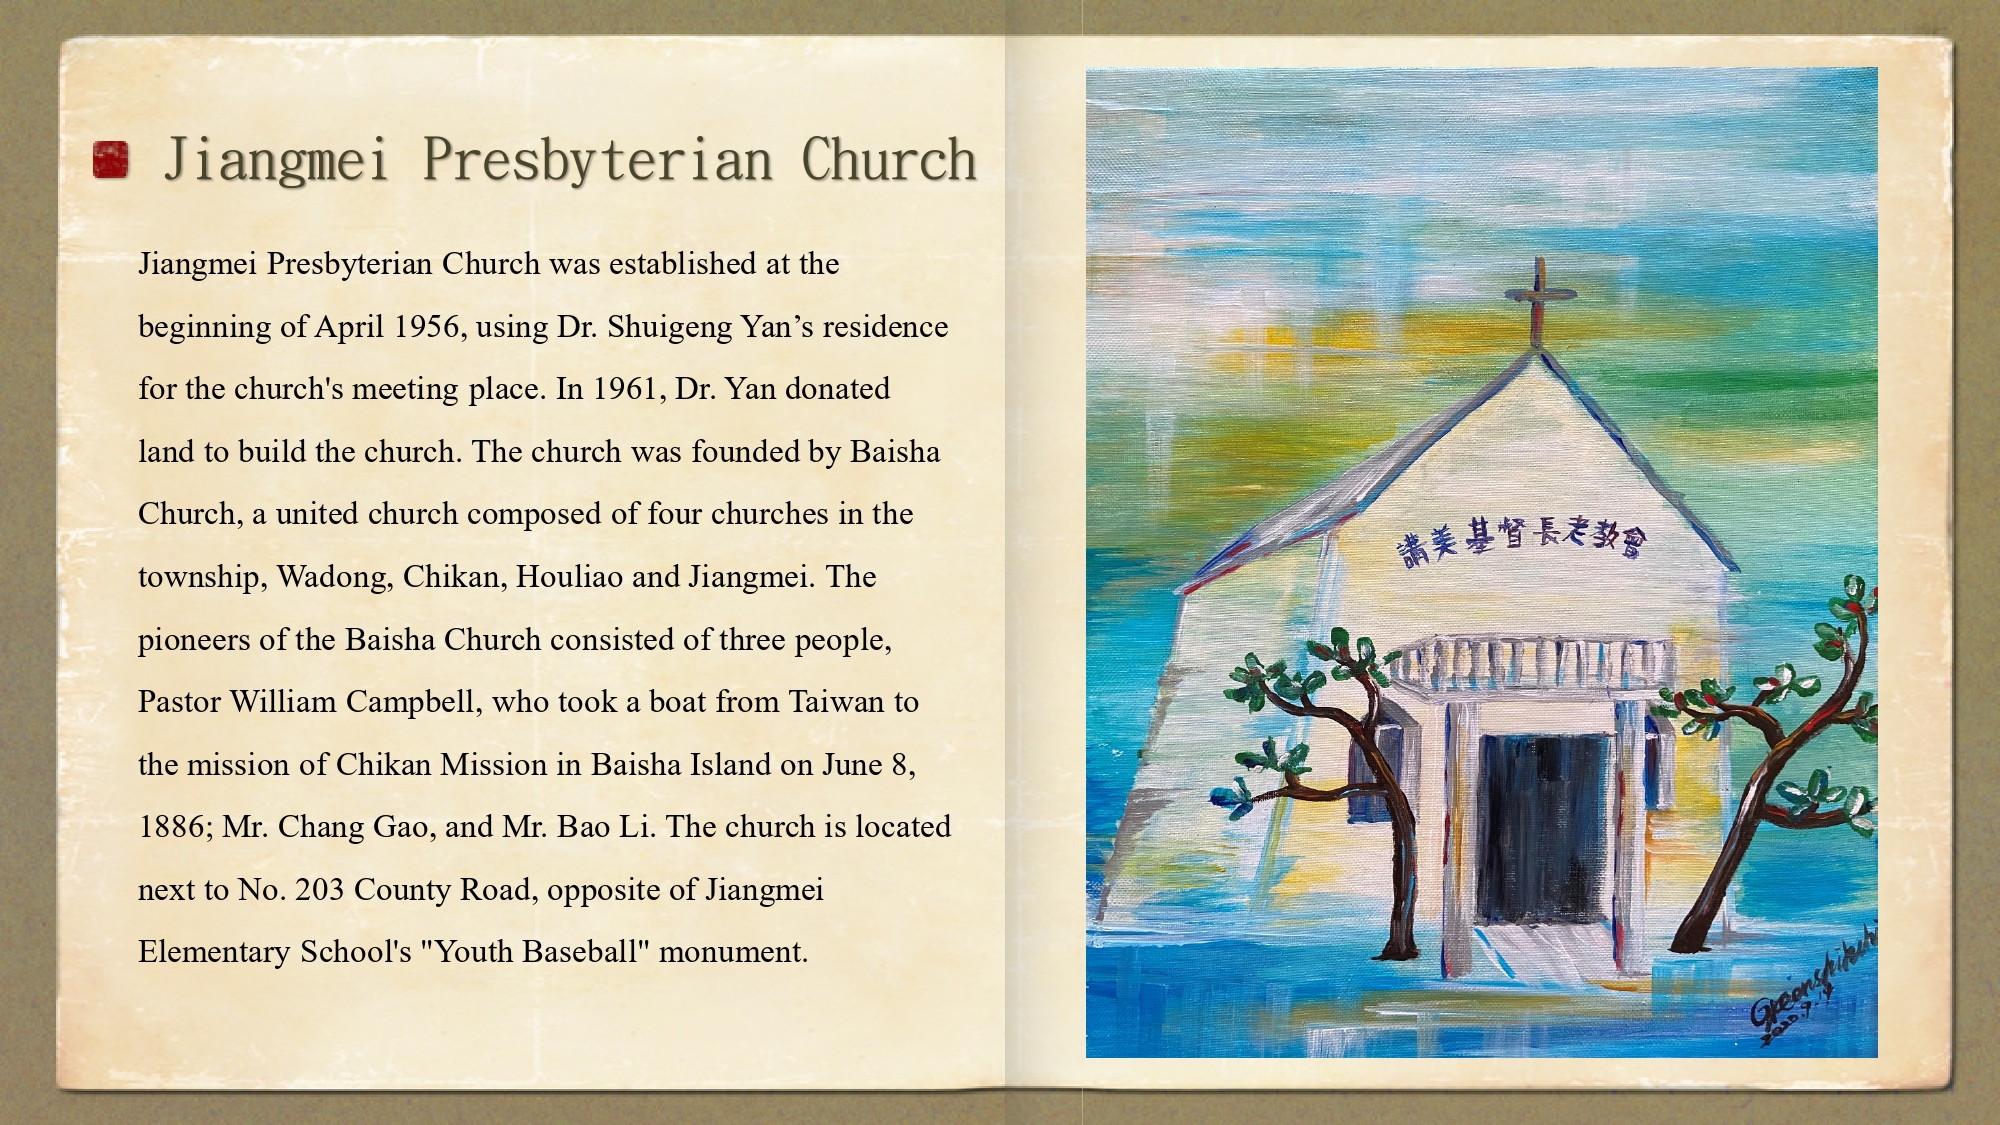 Jiangmei Presbyterian Church
Jiangmei Presbyterian Church was established at the
beginning of April 1956, using Dr. Shuigeng Yan’s residence
for the church's meeting place. In 1961, Dr. Yan donated
land to build the church. The church was founded by Baisha
Church, a united church composed of four churches in the
township, Wadong, Chikan, Houliao and Jiangmei. The
pioneers of the Baisha Church consisted of three people,
Pastor William Campbell, who took a boat from Taiwan to
the mission of Chikan Mission in Baisha Island on June 8,
1886; Mr. Chang Gao, and Mr. Bao Li. The church is located
next to No. 203 County Road, opposite of Jiangmei
Elementary School's "Youth Baseball" monument.
講美基督長老教會
2020.9.14